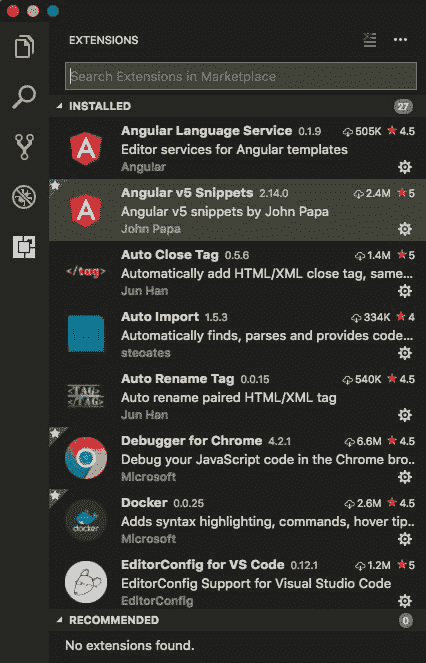 EXTENSIONS
Search Extensions in Marketplace
INSTALLED 27
Angular Language Service 0.1.9 505K 4.5
Editor services for Angular templates
Angular
Angular v5 Snippets 2.14.0 2.4M 5
Angular v5 snippets by John Papa
John Papa
</tag> Auto Close Tag 0.5.6 1.4M 5
Automatically add HTML/XML close tag, same...
Jun Han
Auto Import 1.5.3 334K 4
Automatically finds, parses and provides code...
steoates
<TAG>
<TAG> Auto Rename Tag 0.0.15 540K 4.5
Auto rename paired HTML/XML tag
Jun Han
Debugger for Chrome 4.2.1 6.6M 4.5
Debug your JavaScript code in the Chrome bro...
Microsoft
docker Docker 0.0.25 2.6M 4.5
Adds syntax highlighting, commands, hover tip...
Microsoft
EditorConfig for VS Code 0.12.1 1.2M 5
EditorConfig Support for Visual Studio Code
EditorConfig
RECOMMENDED 0
No extensions found.